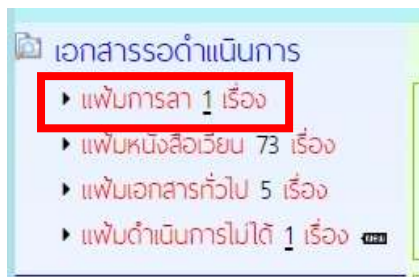 เอกสารรอดำเนินการ
แฟ้มการลา 1 เรื่อง
แฟ้มหนังสือเวียน 73 เรื่อง
แฟ้มเอกสารทั่วไป 5 เรื่อง
แฟ้มดำเนินการไม่ได้ 1 เรื่อง